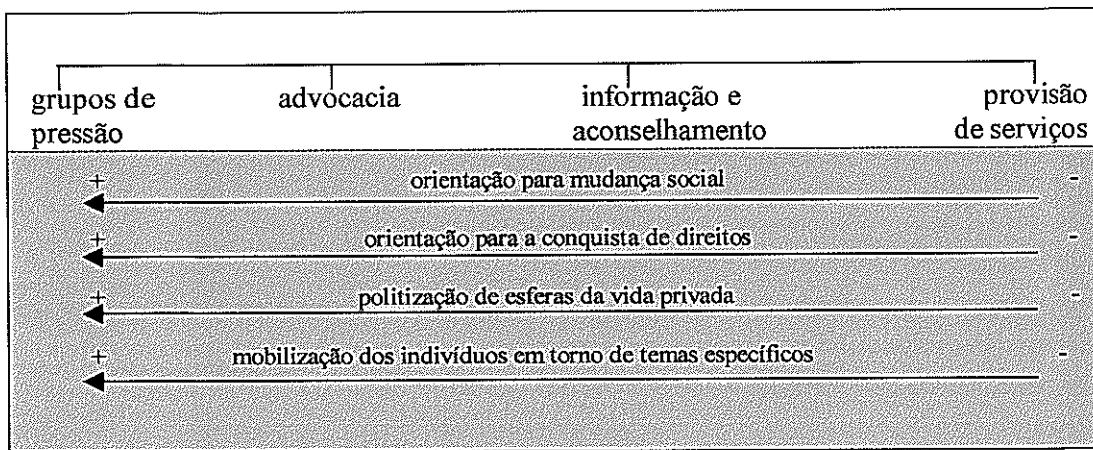 grupos de pressão
advocacia
informação e aconselhamento
provisão de serviços
+ orientação para mudança social -
+ orientação para a conquista de direitos -
+ politização de esferas da vida privada -
+ mobilização dos indivíduos em torno de temas específicos -